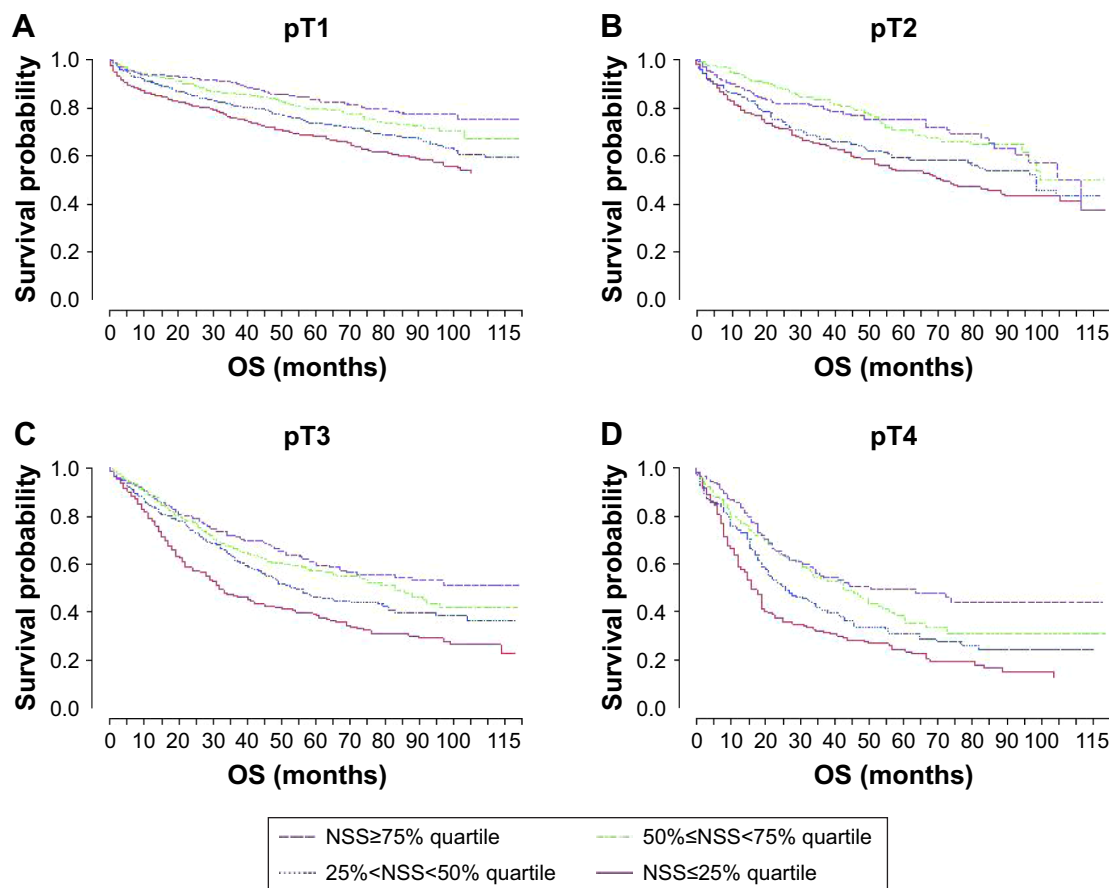 A
pT1
Survival probability
1.0
0.8
0.6
0.4
0.2
0.0
0 10 20 30 40 50 60 70 80 90 100 115
OS (months)
B
pT2
Survival probability
1.0
0.8
0.6
0.4
0.2
0.0
0 10 20 30 40 50 60 70 80 90 100 115
OS (months)
C
pT3
Survival probability
1.0
0.8
0.6
0.4
0.2
0.0
0 10 20 30 40 50 60 70 80 90 100 115
OS (months)
D
pT4
Survival probability
1.0
0.8
0.6
0.4
0.2
0.0
0 10 20 30 40 50 60 70 80 90 100 115
OS (months)
NSS≥75% quartile
50%≤NSS<75% quartile
25%<NSS<50% quartile
NSS≤25% quartile